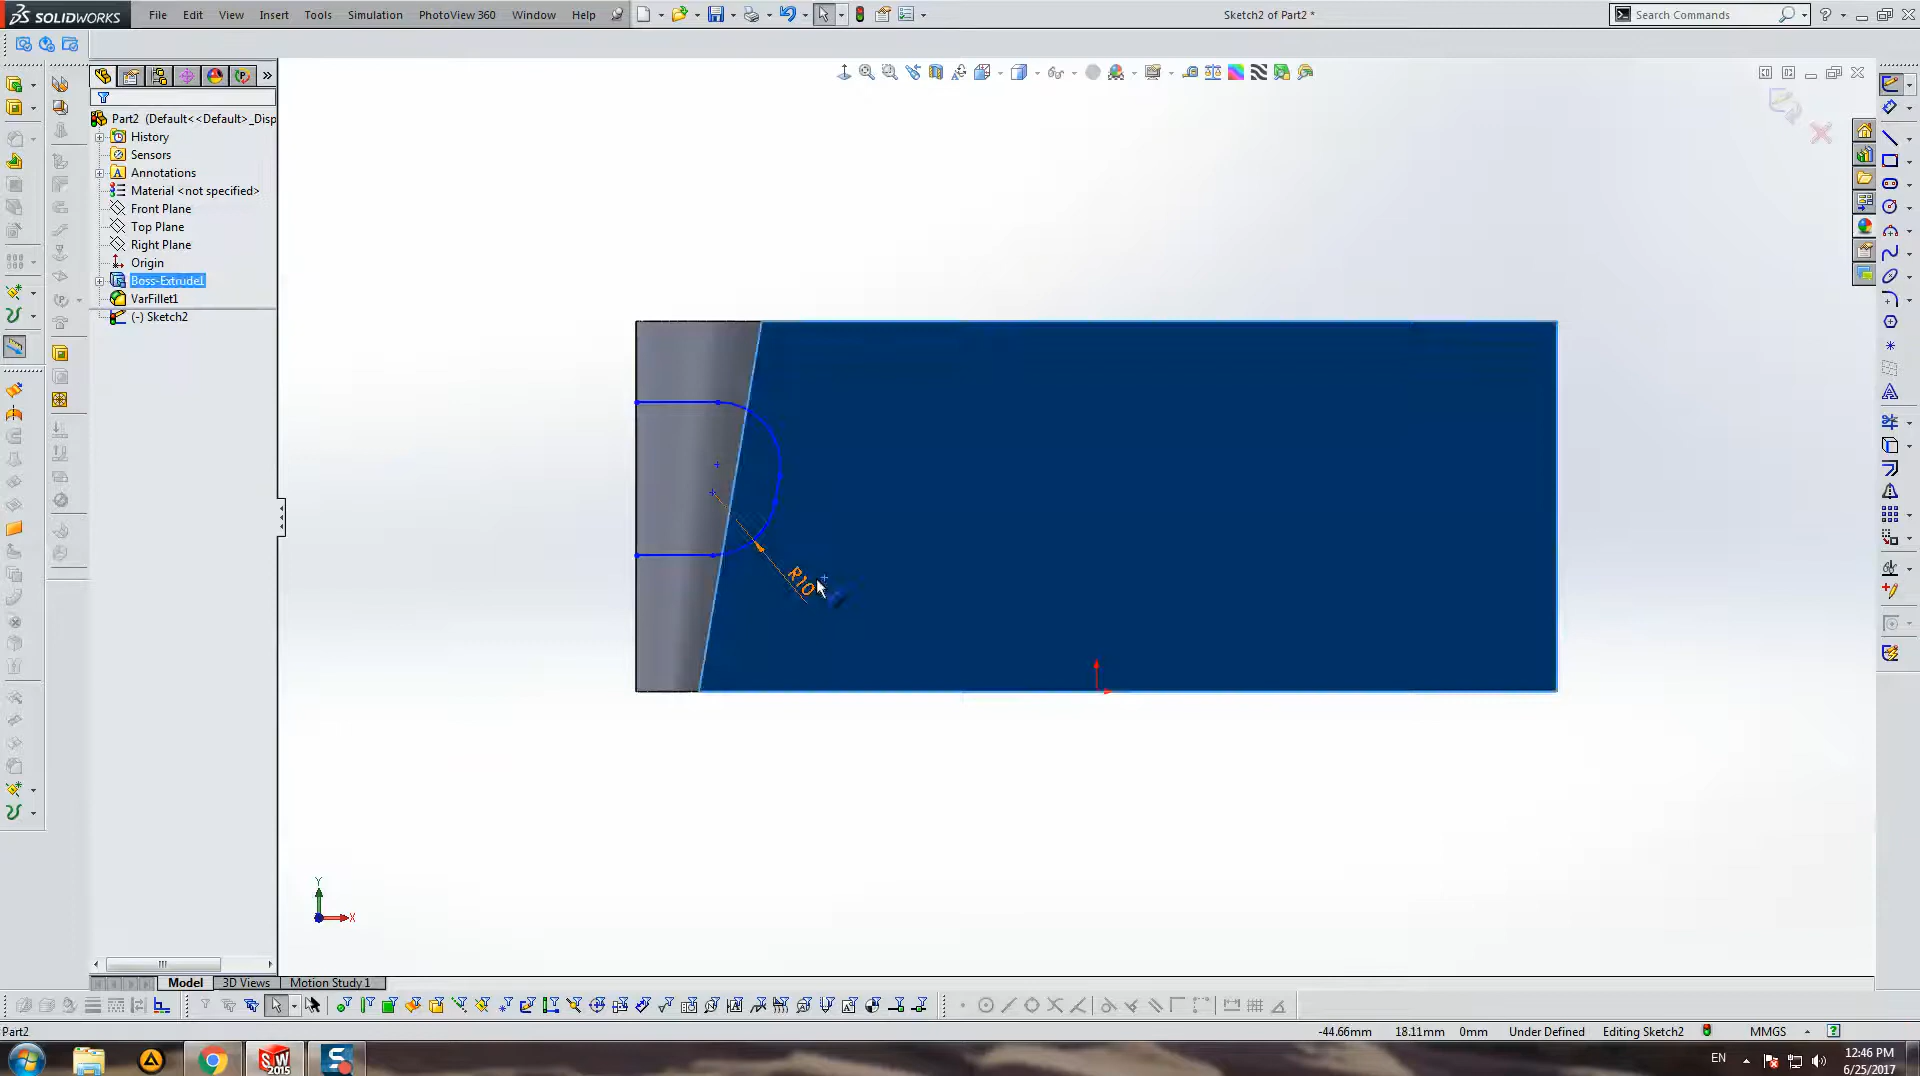 SOLIDWORKS File Edit View Insert Tools Simulation PhotoView 360 Window Help Sketch2 of Part2 * Search Commands
Part2 (Default<<Default>_Disp
History
Sensors
Annotations
Material <not specified>
Front Plane
Top Plane
Right Plane
Origin
Boss-Extrude1
VarFillet1
(-) Sketch2
R10
Y
X
Model 3D Views Motion Study 1
Part2 -44.66mm 18.11mm 0mm Under Defined Editing Sketch2 MMGS
SW 2015 S EN 12:46 PM
6/25/2017